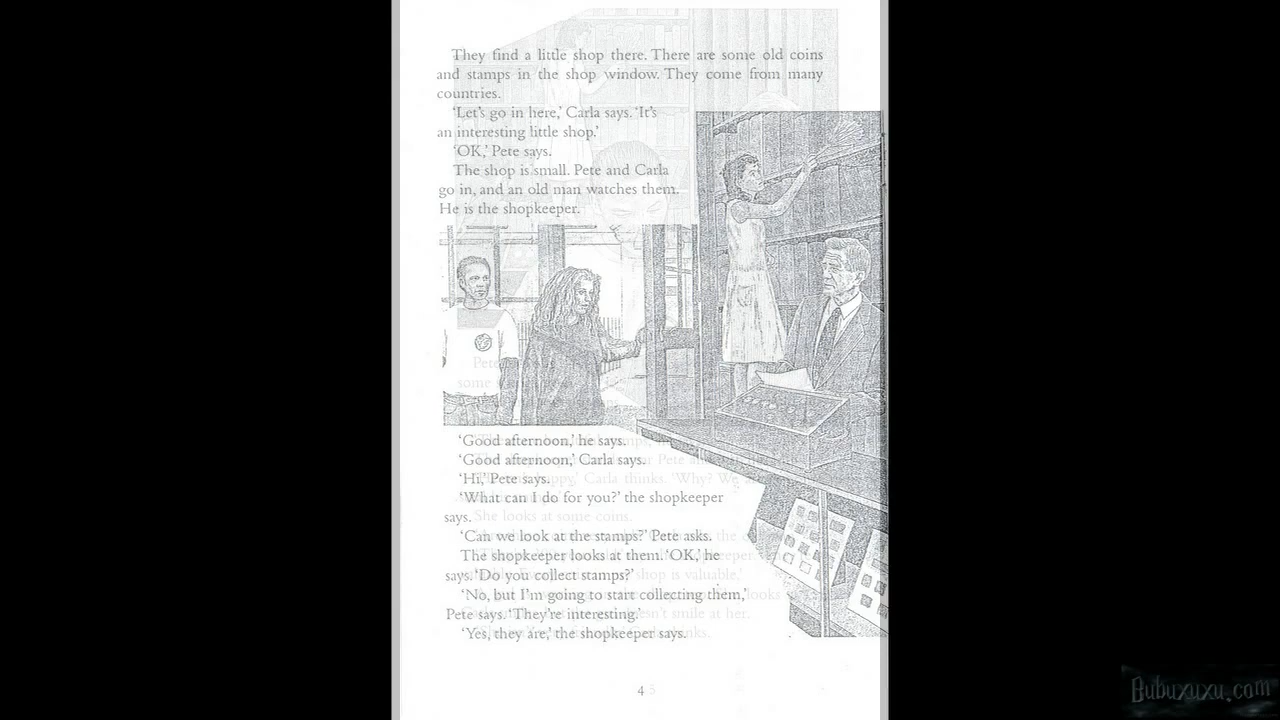 They find a little shop there. There are some old coins
and stamps in the shop window. They come from many
countries.
‘Let's go in here,’ Carla says. ‘It's
an interesting little shop.’
‘OK,’ Pete says.
The shop is small. Pete and Carla
go in, and an old man watches them.
He is the shopkeeper.
‘Good afternoon,’ he says.
‘Good afternoon,’ Carla says.
‘Hi,’ Pete says.
‘What can I do for you?’ the shopkeeper
says.
‘Can we look at the stamps?’ Pete asks.
The shopkeeper looks at them. ‘OK,’ he
says. ‘Do you collect stamps?’
‘No, but I'm going to start collecting them,’
Pete says. ‘They're interesting.’
‘Yes, they are,’ the shopkeeper says.
She looks at some coins.
4
5
Bubuxuxu.com